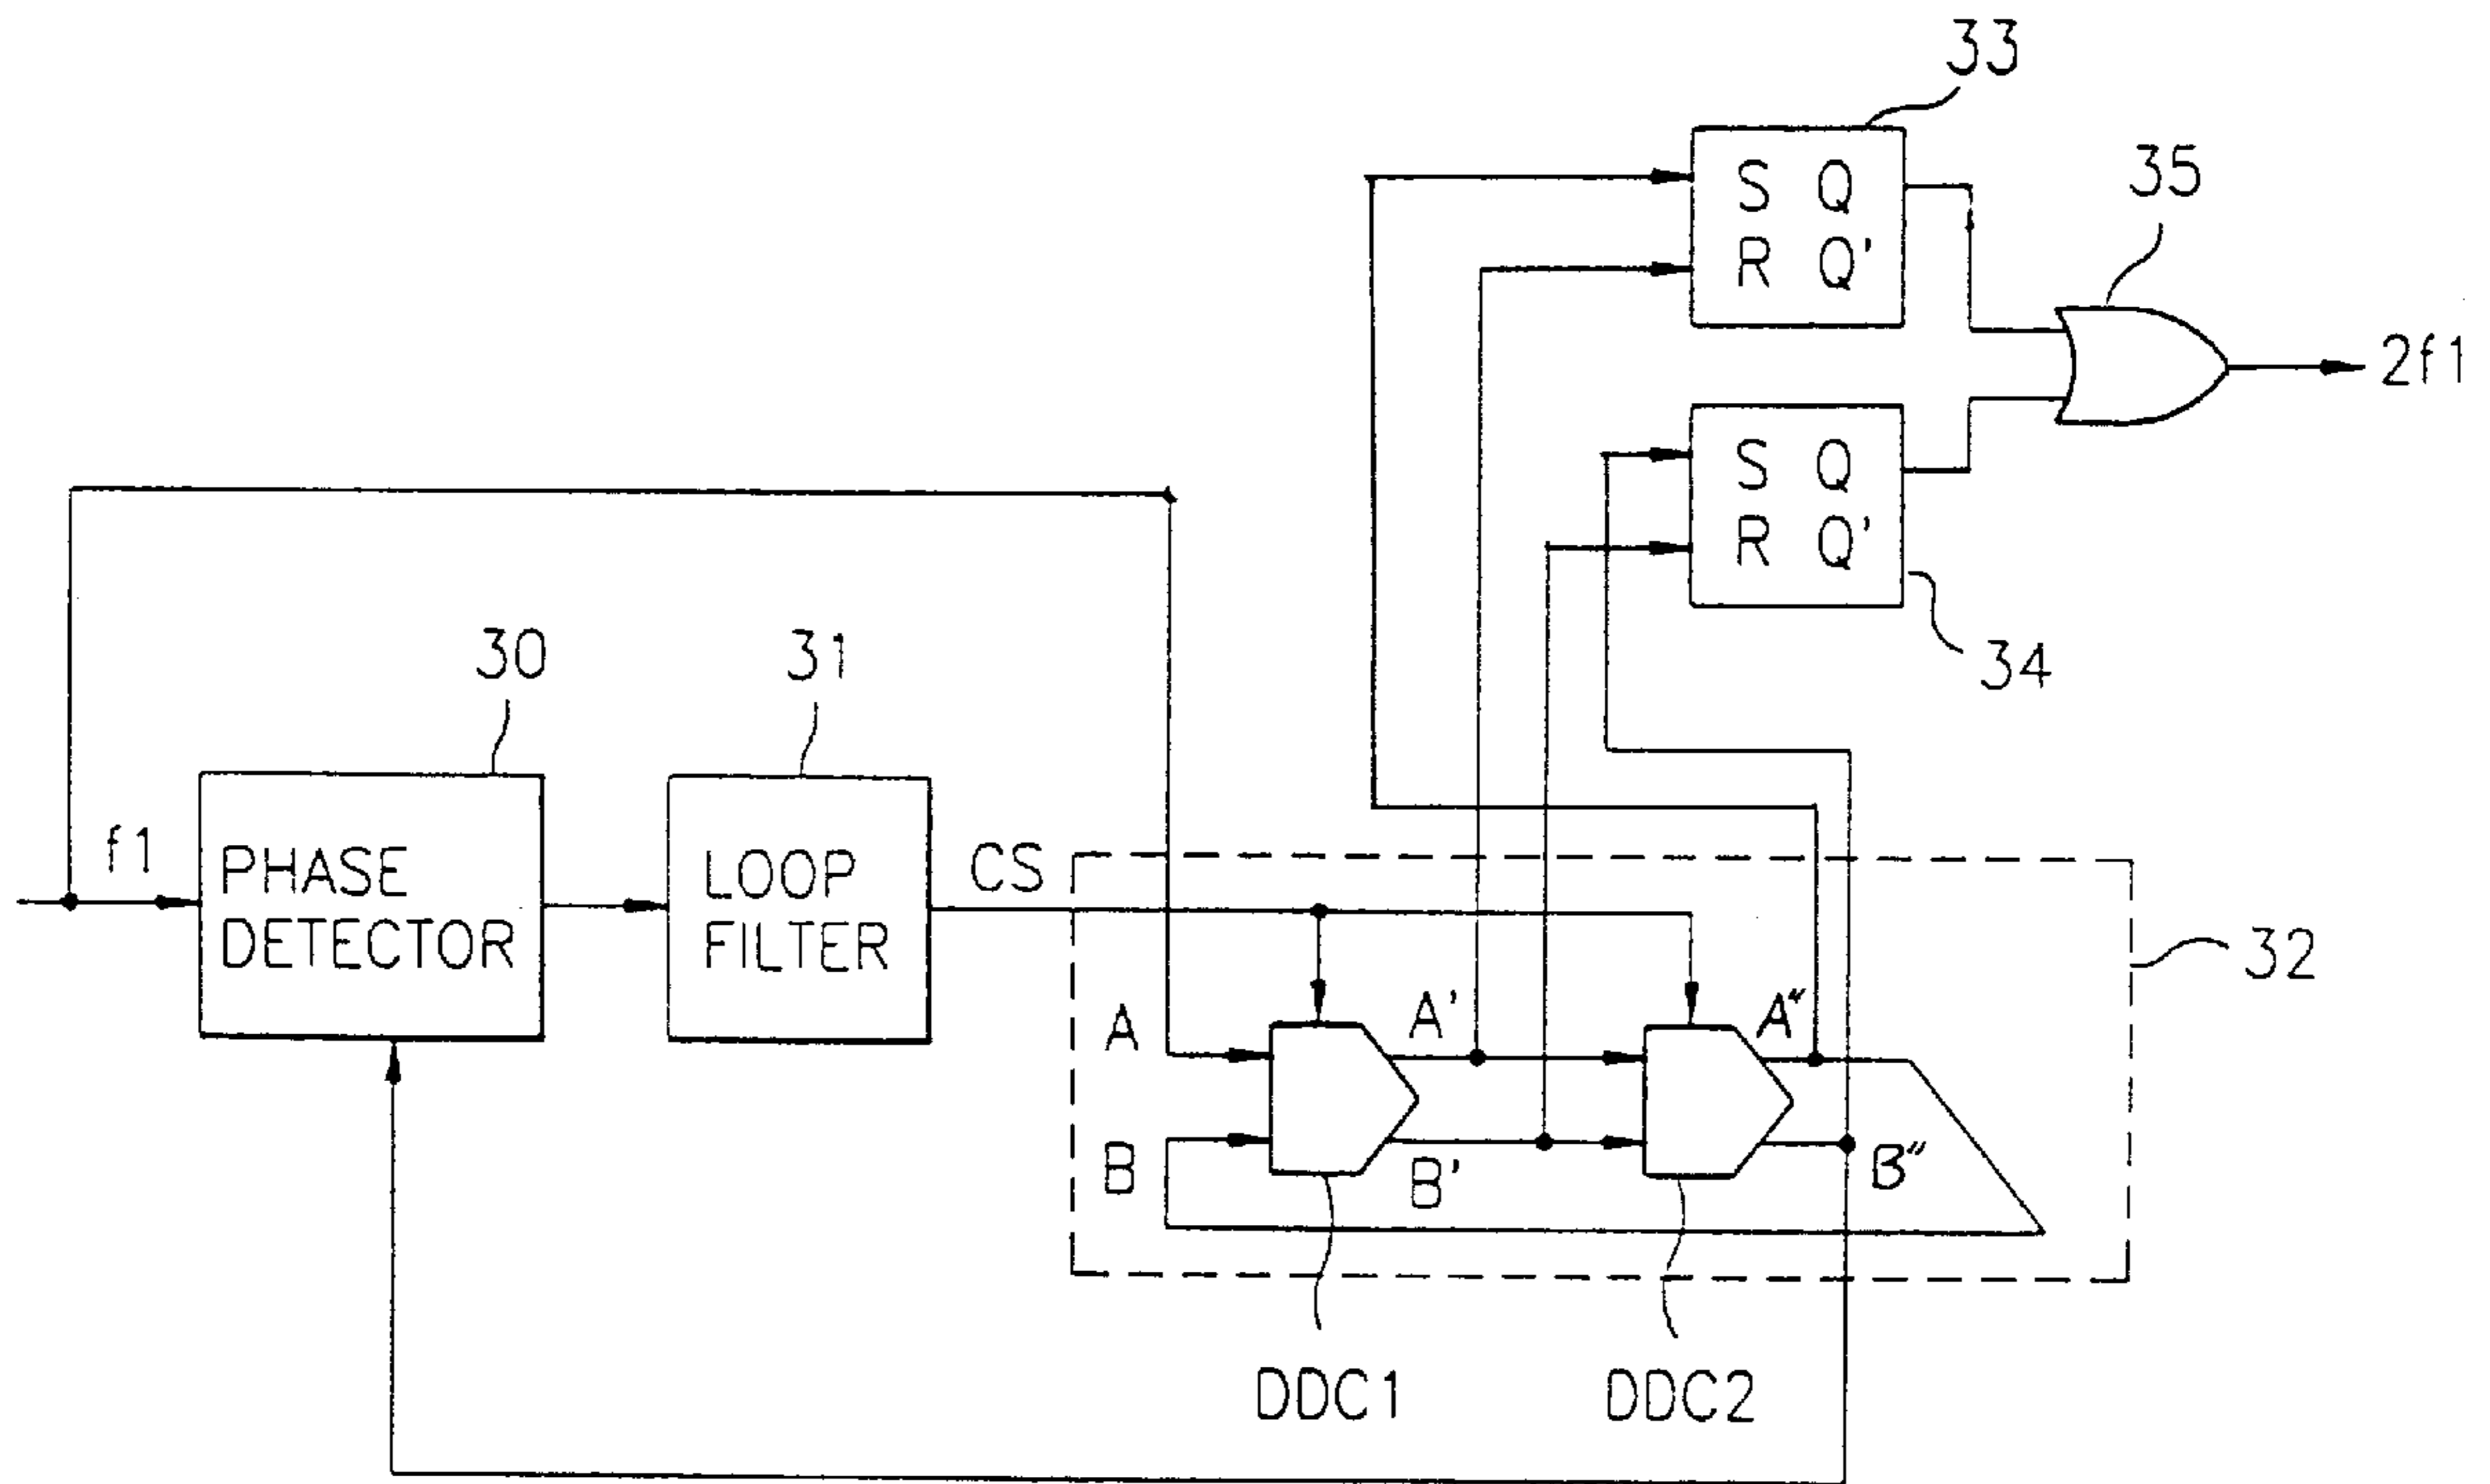 33
S Q
R Q'
35
2f1
S Q
R Q'
34
30
31
f1
PHASE
DETECTOR
LOOP
FILTER
CS
32
A
A'
A"
B
B'
B"
DDC1
DDC2